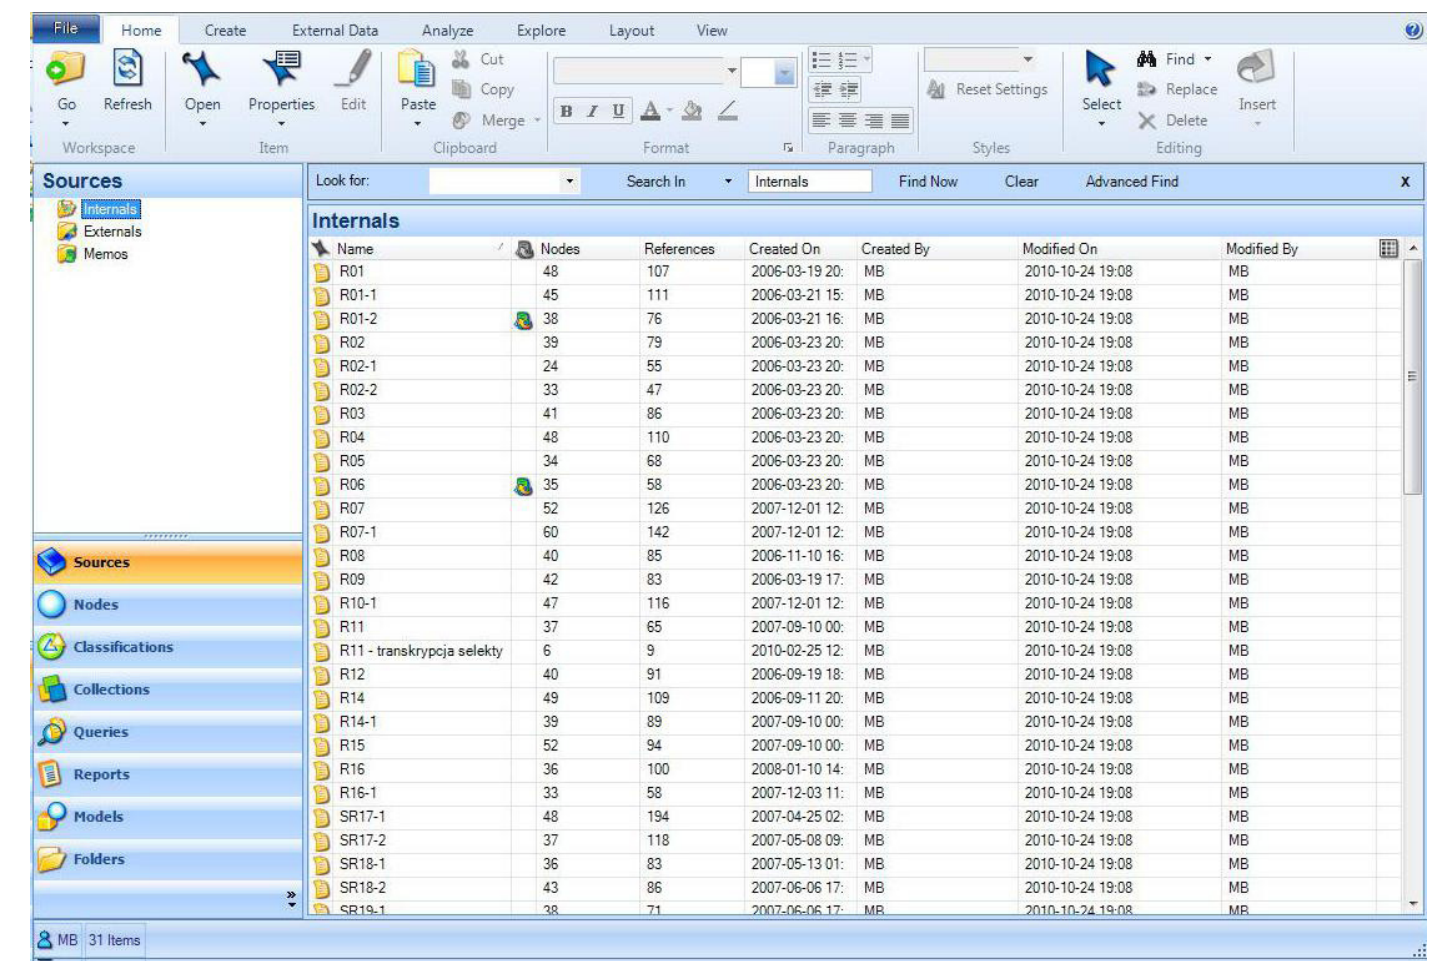 File Home Create External Data Analyze Explore Layout View
Go Refresh Open Properties Edit Paste Cut Copy Merge B I U A Reset Settings Select Find Replace Delete Insert
Workspace Item Clipboard Format Paragraph Styles Editing
Sources
Internals
Externals
Memos
Look for: Search In Internals Find Now Clear Advanced Find X
Internals
Name Nodes References Created On Created By Modified On Modified By
R01 48 107 2006-03-19 20: MB 2010-10-24 19:08 MB
R01-1 45 111 2006-03-21 15: MB 2010-10-24 19:08 MB
R01-2 38 76 2006-03-21 16: MB 2010-10-24 19:08 MB
R02 39 79 2006-03-23 20: MB 2010-10-24 19:08 MB
R02-1 24 55 2006-03-23 20: MB 2010-10-24 19:08 MB
R02-2 33 47 2006-03-23 20: MB 2010-10-24 19:08 MB
R03 41 86 2006-03-23 20: MB 2010-10-24 19:08 MB
R04 48 110 2006-03-23 20: MB 2010-10-24 19:08 MB
R05 34 68 2006-03-23 20: MB 2010-10-24 19:08 MB
R06 35 58 2006-03-23 20: MB 2010-10-24 19:08 MB
R07 52 126 2007-12-01 12: MB 2010-10-24 19:08 MB
R07-1 60 142 2007-12-01 12: MB 2010-10-24 19:08 MB
R08 40 85 2006-11-10 16: MB 2010-10-24 19:08 MB
R09 42 83 2006-03-19 17: MB 2010-10-24 19:08 MB
R10-1 47 116 2007-12-01 12: MB 2010-10-24 19:08 MB
R11 37 65 2007-09-10 00: MB 2010-10-24 19:08 MB
R11 - transkrypcja selekty 6 9 2010-02-25 12: MB 2010-10-24 19:08 MB
R12 40 91 2006-09-19 18: MB 2010-10-24 19:08 MB
R14 49 109 2006-09-11 20: MB 2010-10-24 19:08 MB
R14-1 39 89 2007-09-10 00: MB 2010-10-24 19:08 MB
R15 52 94 2007-09-10 00: MB 2010-10-24 19:08 MB
R16 36 100 2008-01-10 14: MB 2010-10-24 19:08 MB
R16-1 33 58 2007-12-03 11: MB 2010-10-24 19:08 MB
SR17-1 48 194 2007-04-25 02: MB 2010-10-24 19:08 MB
SR17-2 37 118 2007-05-08 09: MB 2010-10-24 19:08 MB
SR18-1 36 83 2007-05-13 01: MB 2010-10-24 19:08 MB
SR18-2 43 86 2007-06-06 17: MB 2010-10-24 19:08 MB
SR19-1 38 71 2007-06-06 17: MB 2010-10-24 19:08 MB
Sources
Nodes
Classifications
Collections
Queries
Reports
Models
Folders
MB 31 Items